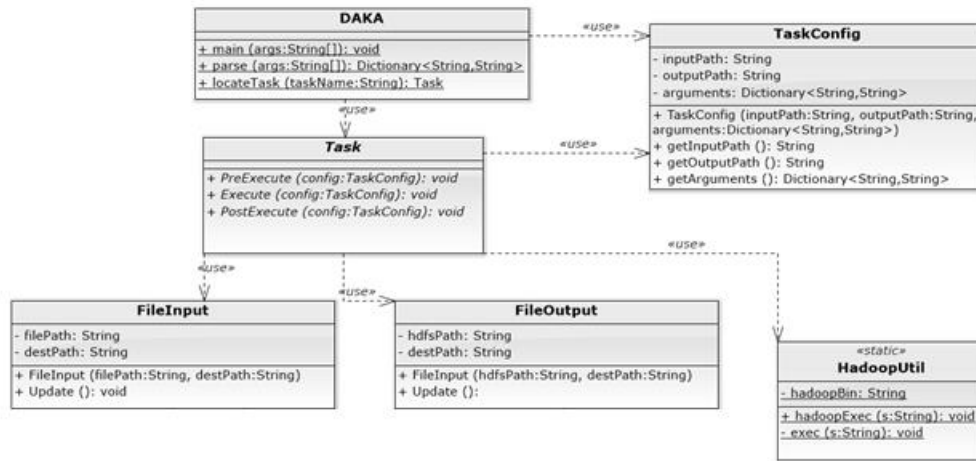 DAKA
+ main (args:String[]): void
+ parse (args:String[]): Dictionary<String,String>
+ locateTask (taskName:String): Task
«use»
TaskConfig
- inputPath: String
- outputPath: String
- arguments: Dictionary<String,String>
+ TaskConfig (inputPath:String, outputPath:String,
arguments:Dictionary<String,String>)
+ getInputPath (): String
+ getOutputPath (): String
+ getArguments (): Dictionary<String,String>
«use»
Task
+ PreExecute (config:TaskConfig): void
+ Execute (config:TaskConfig): void
+ PostExecute (config:TaskConfig): void
«use»
«use»
«use»
«use»
FileInput
- filePath: String
- destPath: String
+ FileInput (filePath:String, destPath:String)
+ Update (): void
FileOutput
- hdfsPath: String
- destPath: String
+ FileInput (hdfsPath:String, destPath:String)
+ Update ():
«static»
HadoopUtil
- hadoopBin: String
+ hadoopExec (s:String): void
- exec (s:String): void